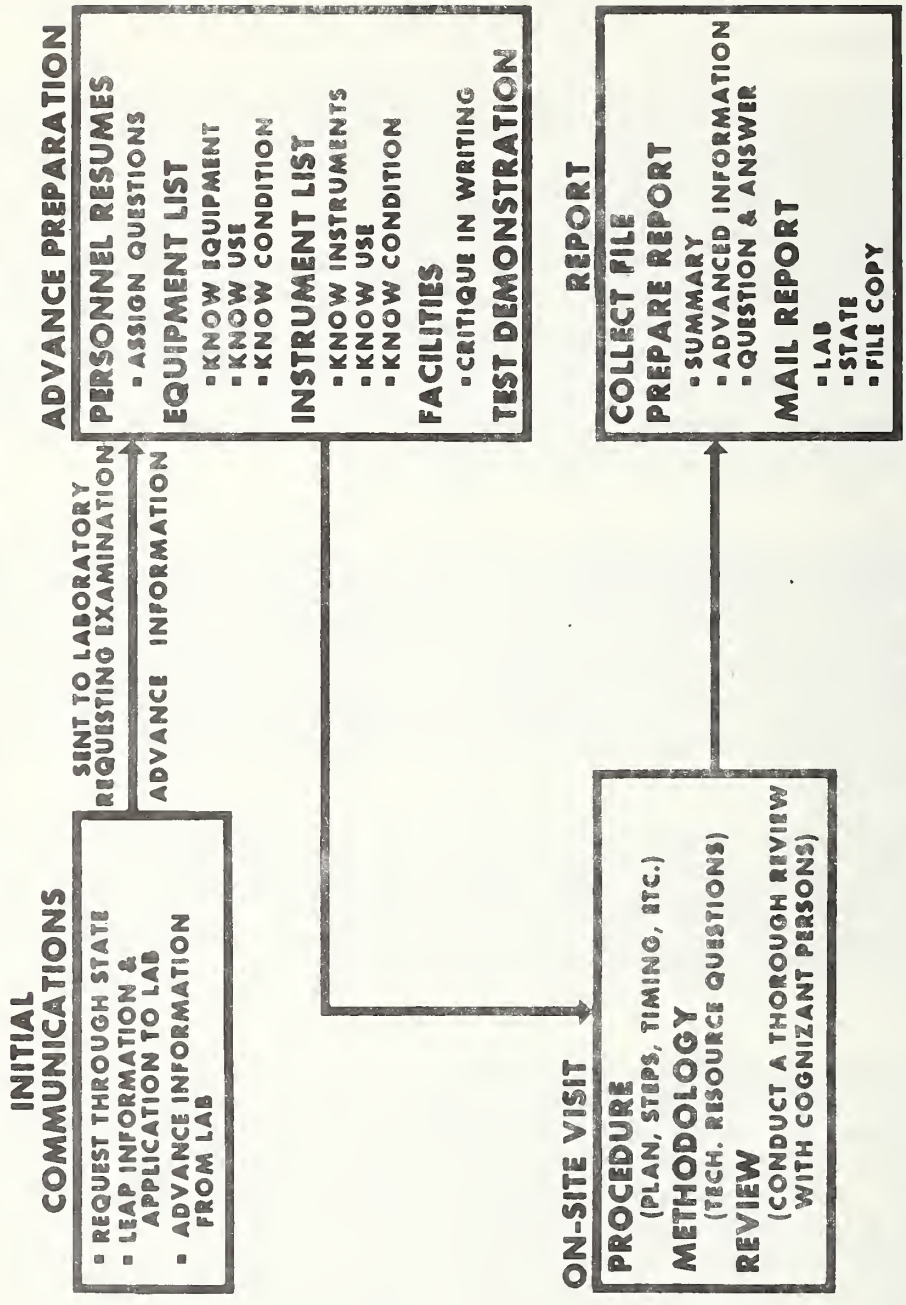 INITIAL
COMMUNICATIONS
▪ REQUEST THROUGH STATE
▪ LEAP INFORMATION &
APPLICATION TO LAB
▪ ADVANCE INFORMATION
FROM LAB
SENT TO LABORATORY
REQUESTING EXAMINATION
ADVANCE INFORMATION
ADVANCE PREPARATION
PERSONNEL RESUMES
▪ ASSIGN QUESTIONS
EQUIPMENT LIST
▪ KNOW EQUIPMENT
▪ KNOW USE
▪ KNOW CONDITION
INSTRUMENT LIST
▪ KNOW INSTRUMENTS
▪ KNOW USE
▪ KNOW CONDITION
FACILITIES
▪ CRITIQUE IN WRITING
TEST DEMONSTRATION
ON-SITE VISIT
PROCEDURE
(PLAN, STEPS, TIMING, ETC.)
METHODOLOGY
(TECH. RESOURCE QUESTIONS)
REVIEW
(CONDUCT A THOROUGH REVIEW
WITH COGNIZANT PERSONS)
REPORT
COLLECT FILE
PREPARE REPORT
▪ SUMMARY
▪ ADVANCED INFORMATION
▪ QUESTION & ANSWER
MAIL REPORT
▪ LAB
▪ STATE
▪ FILE COPY